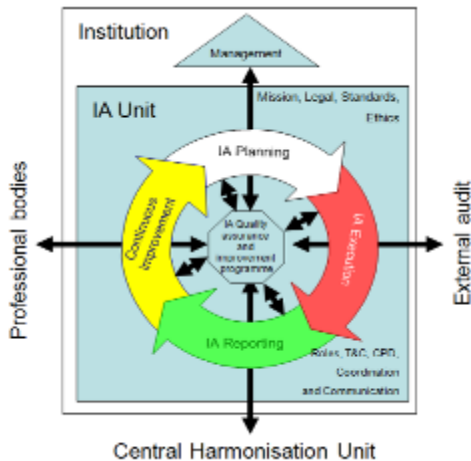 Institution
Management
IA Unit
Mission, Legal, Standards,
Ethics
IA Planning
Professional bodies
Continuous
Improvement
IA Quality
assurance
and
improvement
programme
IA Execution
External audit
IA Reporting
Roles, T&C, CPD,
Coordination
and Communication
Central Harmonisation Unit